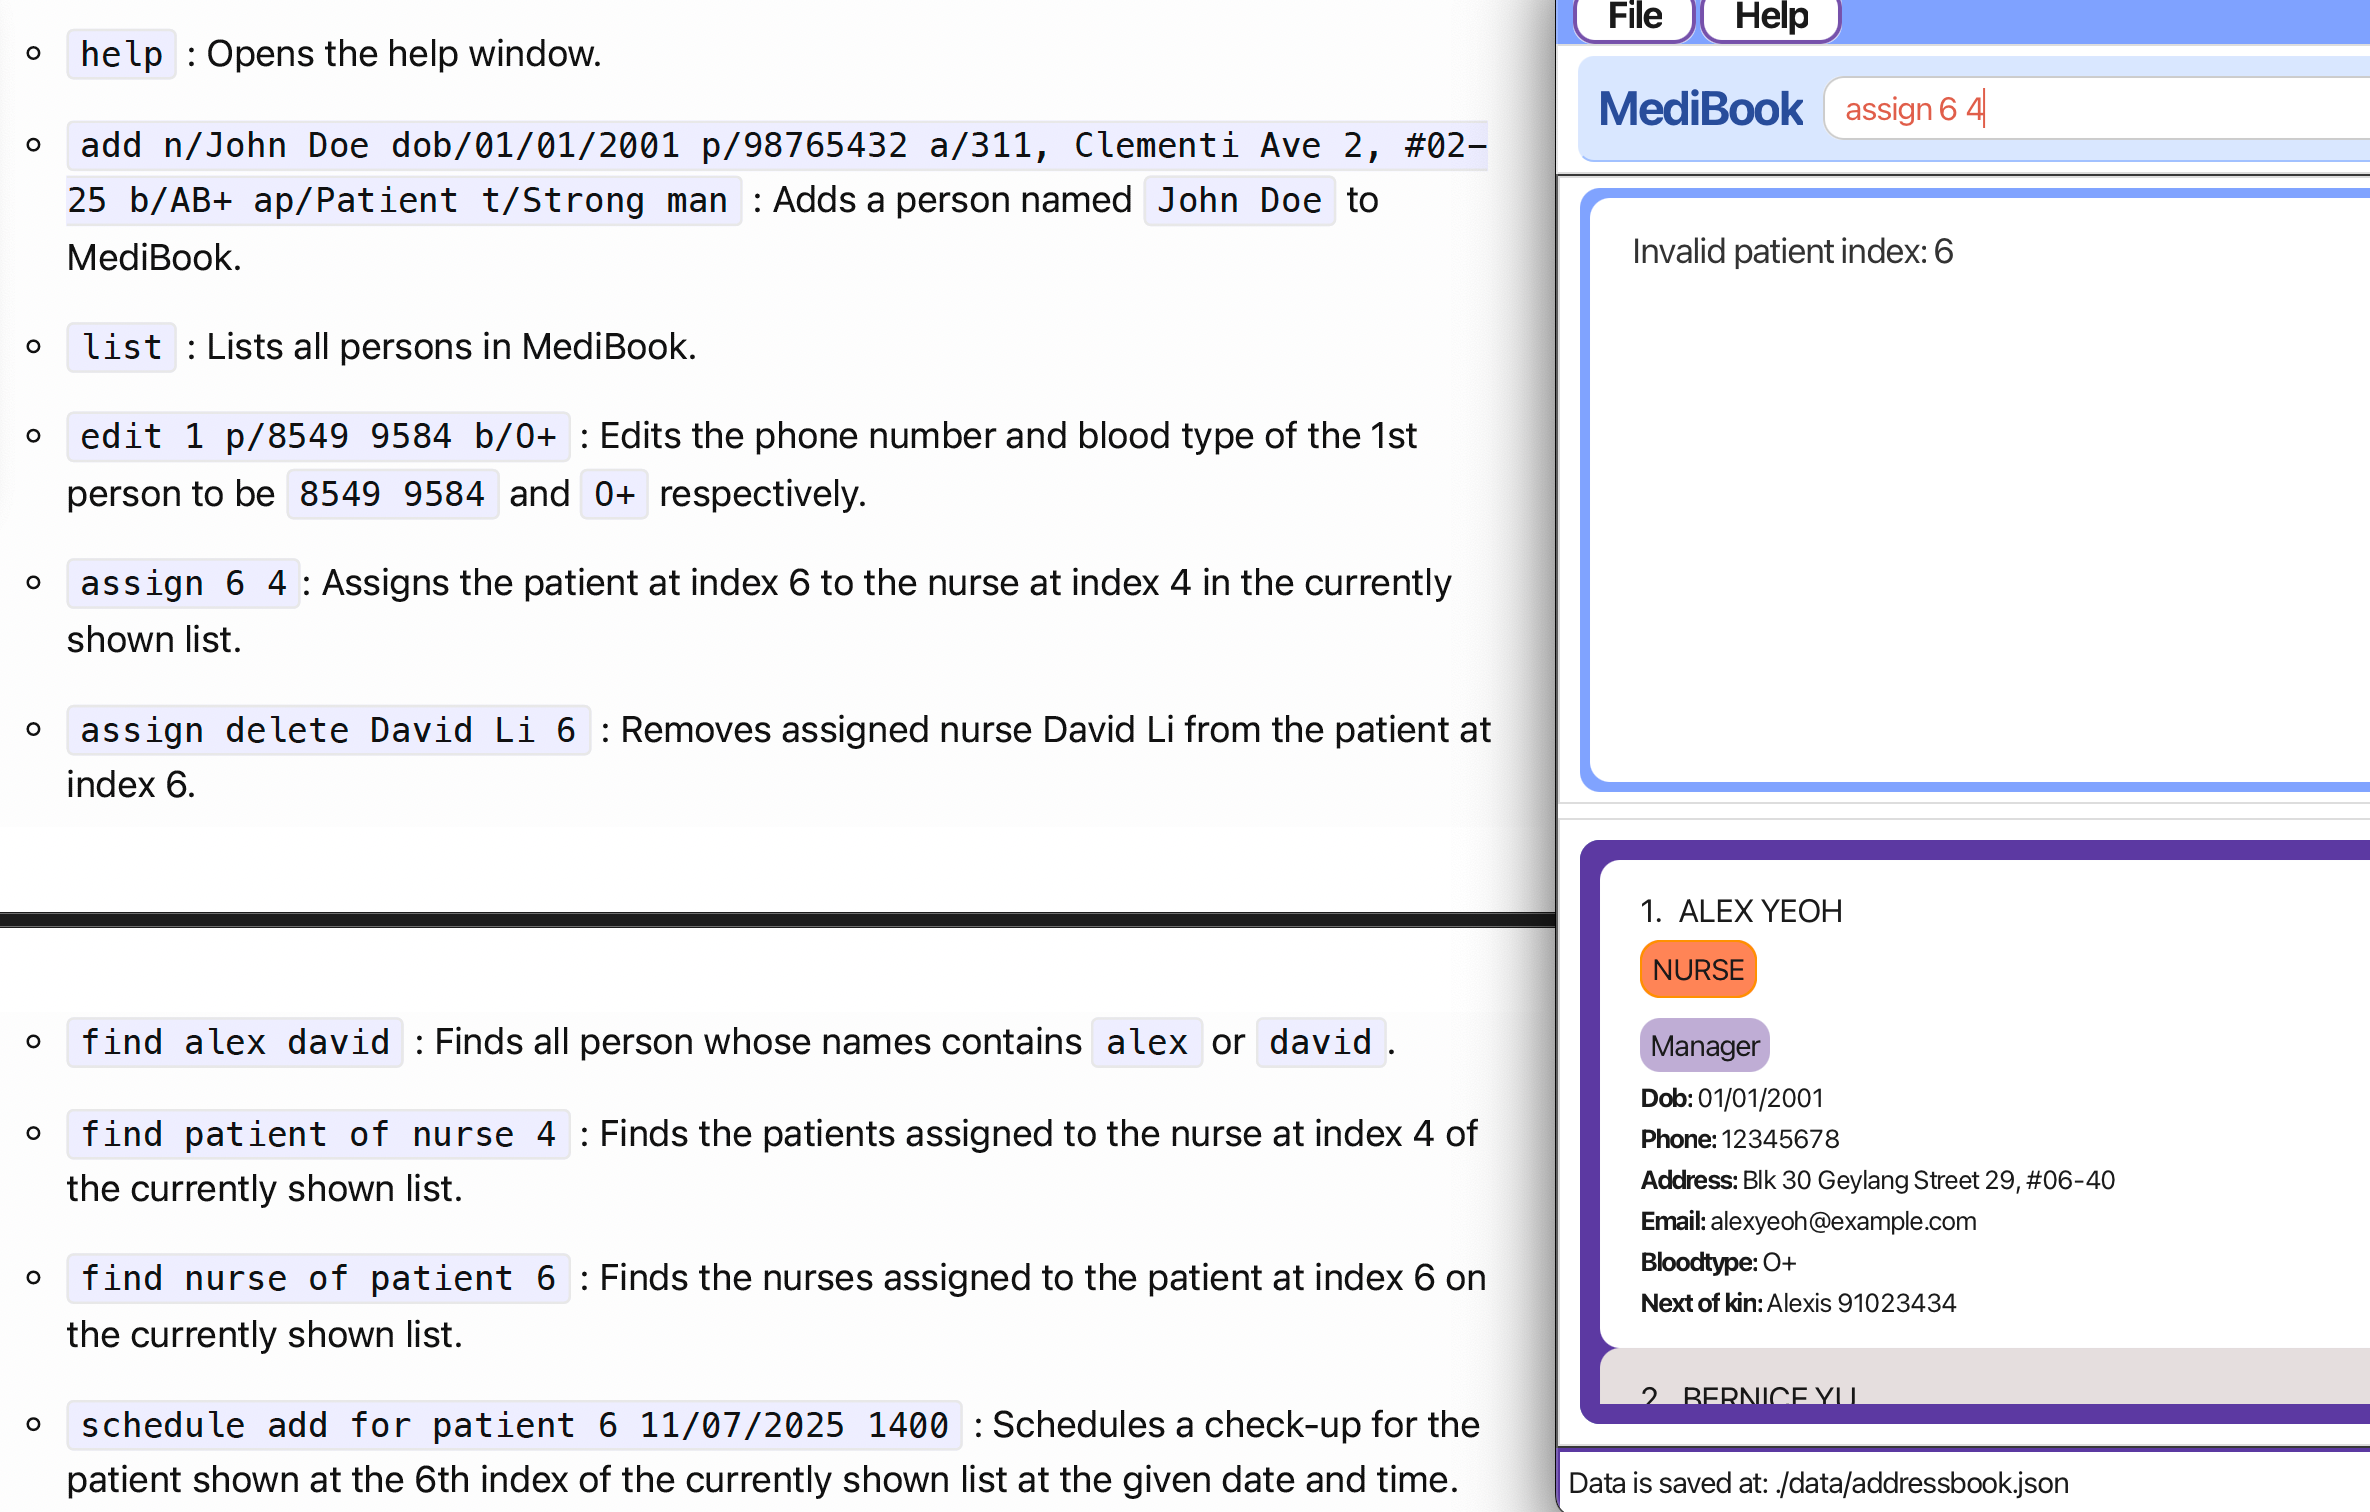 help : Opens the help window.
add n/John Doe dob/01/01/2001 p/98765432 a/311, Clementi Ave 2, #02-
25 b/AB+ ap/Patient t/Strong man : Adds a person named John Doe to
MediBook.
list : Lists all persons in MediBook.
edit 1 p/8549 9584 b/O+ : Edits the phone number and blood type of the 1st
person to be 8549 9584 and O+ respectively.
assign 6 4 : Assigns the patient at index 6 to the nurse at index 4 in the currently
shown list.
assign delete David Li 6 : Removes assigned nurse David Li from the patient at
index 6.
find alex david : Finds all person whose names contains alex or david.
find patient of nurse 4 : Finds the patients assigned to the nurse at index 4 of
the currently shown list.
find nurse of patient 6 : Finds the nurses assigned to the patient at index 6 on
the currently shown list.
schedule add for patient 6 11/07/2025 1400 : Schedules a check-up for the
patient shown at the 6th index of the currently shown list at the given date and time.
File Help
MediBook assign 6 4
Invalid patient index: 6
1. ALEX YEOH
NURSE
Manager
Dob: 01/01/2001
Phone: 12345678
Address: Blk 30 Geylang Street 29, #06-40
Email: alexyeoh@example.com
Bloodtype: O+
Next of kin: Alexis 91023434
2. BERNICE YU
Data is saved at: ./data/addressbook.json